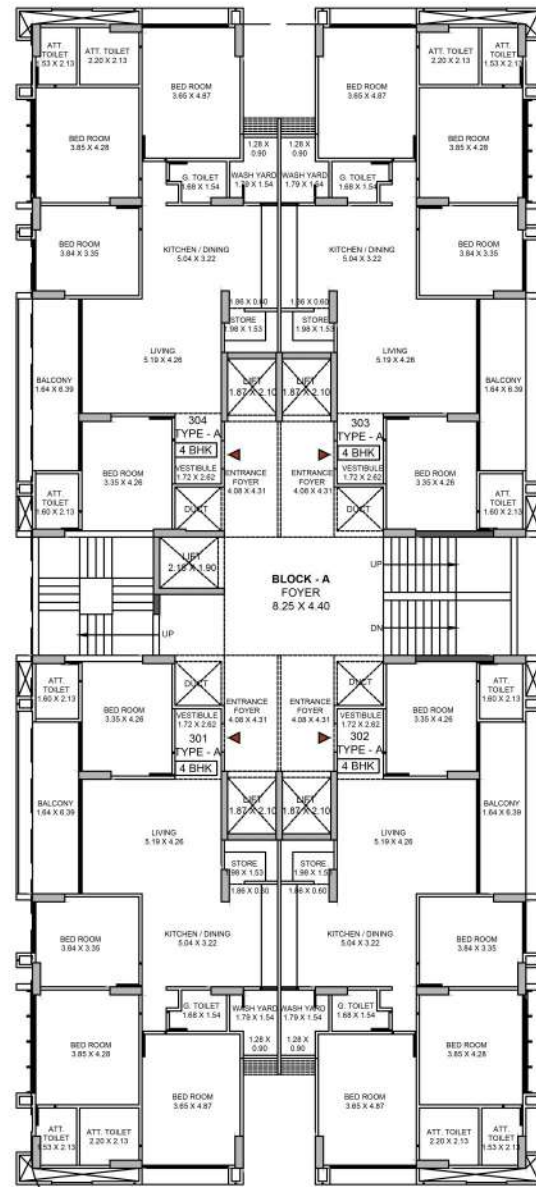 ATT.
TOILET
1.53 X 2.13
ATT. TOILET
2.20 X 2.13
BED ROOM
3.65 X 4.87
BED ROOM
3.65 X 4.87
ATT. TOILET
2.20 X 2.13
ATT.
TOILET
1.53 X 2.13
BED ROOM
3.85 X 4.28
1.28 X
0.90
1.28 X
0.90
BED ROOM
3.85 X 4.28
G. TOILET
1.68 X 1.54
WASH YARD
1.79 X 1.54
WASH YARD
1.79 X 1.54
G. TOILET
1.68 X 1.54
BED ROOM
3.84 X 3.35
KITCHEN / DINING
5.04 X 3.22
KITCHEN / DINING
5.04 X 3.22
BED ROOM
3.84 X 3.35
1.86 X 0.60
1.86 X 0.60
STORE
1.98 X 1.53
STORE
1.98 X 1.53
BALCONY
1.64 X 6.39
LIVING
5.19 X 4.26
LIVING
5.19 X 4.26
BALCONY
1.64 X 6.39
LIFT
1.87 X 2.10
LIFT
1.87 X 2.10
304
TYPE - A
4 BHK
303
TYPE - A
4 BHK
BED ROOM
3.35 X 4.26
VESTIBULE
1.72 X 2.62
ENTRANCE
FOYER
4.08 X 4.31
ENTRANCE
FOYER
4.08 X 4.31
VESTIBULE
1.72 X 2.62
BED ROOM
3.35 X 4.26
ATT.
TOILET
1.60 X 2.13
DUCT
DUCT
ATT.
TOILET
1.60 X 2.13
LIFT
2.15 X 1.90
BLOCK - A
FOYER
8.25 X 4.40
UP
UP
DN
ATT.
TOILET
1.60 X 2.13
BED ROOM
3.35 X 4.26
DUCT
DUCT
BED ROOM
3.35 X 4.26
ATT.
TOILET
1.60 X 2.13
VESTIBULE
1.72 X 2.62
ENTRANCE
FOYER
4.08 X 4.31
ENTRANCE
FOYER
4.08 X 4.31
VESTIBULE
1.72 X 2.62
301
TYPE - A
4 BHK
302
TYPE - A
4 BHK
BALCONY
1.64 X 6.39
LIFT
1.87 X 2.10
LIFT
1.87 X 2.10
BALCONY
1.64 X 6.39
LIVING
5.19 X 4.26
LIVING
5.19 X 4.26
STORE
1.98 X 1.53
STORE
1.98 X 1.53
1.86 X 0.60
1.86 X 0.60
BED ROOM
3.84 X 3.35
KITCHEN / DINING
5.04 X 3.22
KITCHEN / DINING
5.04 X 3.22
BED ROOM
3.84 X 3.35
G. TOILET
1.68 X 1.54
WASH YARD
1.79 X 1.54
WASH YARD
1.79 X 1.54
G. TOILET
1.68 X 1.54
BED ROOM
3.85 X 4.28
1.28 X
0.90
1.28 X
0.90
BED ROOM
3.85 X 4.28
BED ROOM
3.65 X 4.87
BED ROOM
3.65 X 4.87
ATT.
TOILET
1.53 X 2.13
ATT. TOILET
2.20 X 2.13
ATT. TOILET
2.20 X 2.13
ATT.
TOILET
1.53 X 2.13